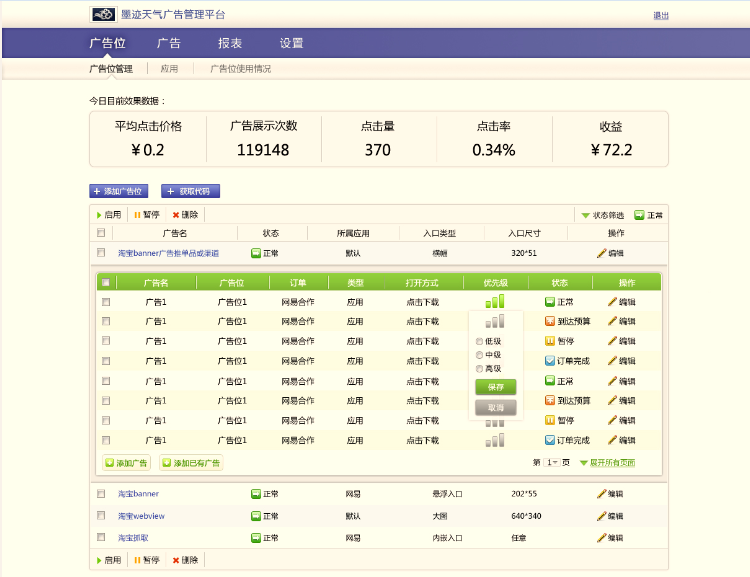 墨迹天气广告管理平台 退出
广告位 广告 报表 设置
广告位管理 应用 广告位使用情况
今日目前效果数据：
平均点击价格 广告展示次数 点击量 点击率 收益
¥0.2 119148 370 0.34% ¥72.2
+ 添加广告位 + 获取代码
启用 暂停 删除 状态筛选 正常
广告名 状态 所属应用 入口类型 入口尺寸 操作
淘宝banner广告推单品或渠道 正常 默认 横幅 320*51 编辑
广告名 广告位 订单 类型 打开方式 优先级 状态 操作
广告1 广告位1 网易合作 应用 点击下载 正常 编辑
广告1 广告位1 网易合作 应用 点击下载 到达预算 编辑
广告1 广告位1 网易合作 应用 点击下载 低级 暂停 编辑
广告1 广告位1 网易合作 应用 点击下载 中级 订单完成 编辑
高级
广告1 广告位1 网易合作 应用 点击下载 保存 正常 编辑
广告1 广告位1 网易合作 应用 点击下载 取消 到达预算 编辑
广告1 广告位1 网易合作 应用 点击下载 暂停 编辑
广告1 广告位1 网易合作 应用 点击下载 订单完成 编辑
添加广告 添加已有广告 第 1 页 展开所有页面
淘宝banner 正常 网易 悬浮入口 202*55 编辑
淘宝webview 正常 默认 大图 640*340 编辑
淘宝抓取 正常 网易 内嵌入口 任意 编辑
启用 暂停 删除